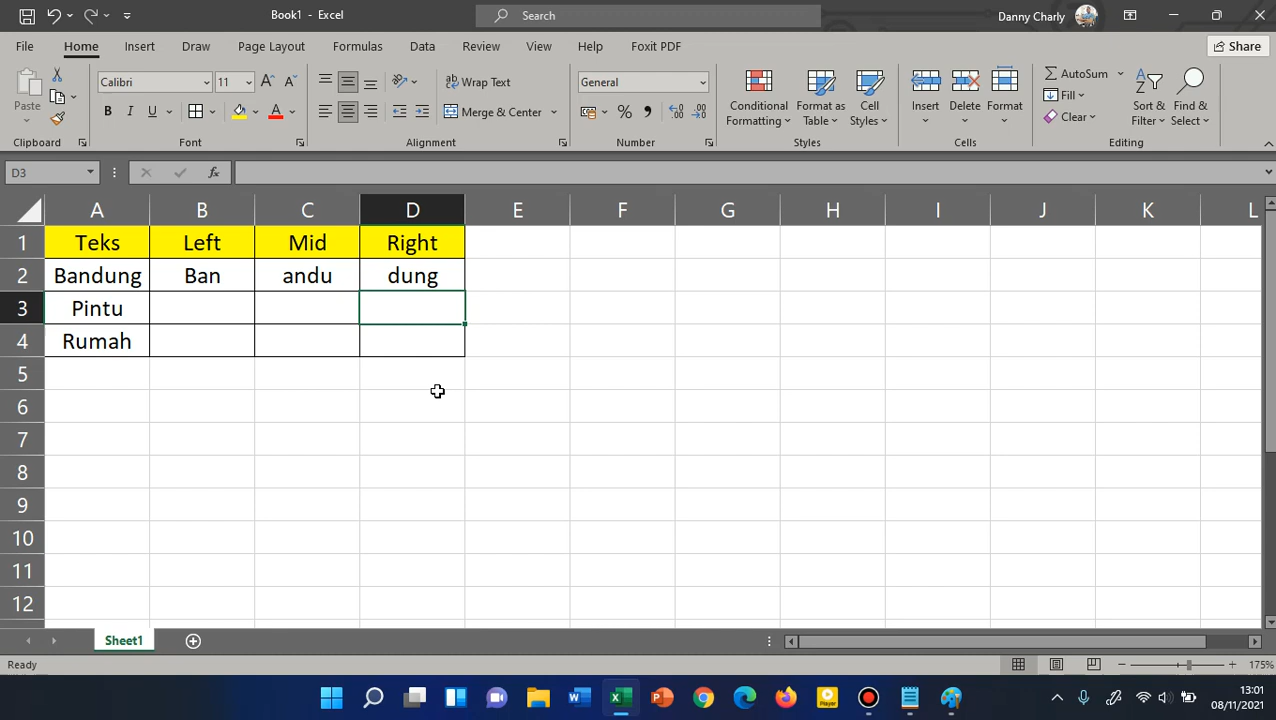 Book1 - Excel
Search
Danny Charly
File Home Insert Draw Page Layout Formulas Data Review View Help Foxit PDF Share
Paste
Calibri 11
B I U A
Wrap Text
Merge & Center
General
Conditional Formatting
Format as Table
Cell Styles
Insert
Delete
Format
AutoSum
Fill
Clear
Sort & Filter
Find & Select
Clipboard Font Alignment Number Styles Cells Editing
D3 fx
A B C D E F G H I J K L
1 Teks Left Mid Right
2 Bandung Ban andu dung
3 Pintu
4 Rumah
5
6
7
8
9
10
11
12
Sheet1
Ready 175%
Player
13:01
08/11/2021